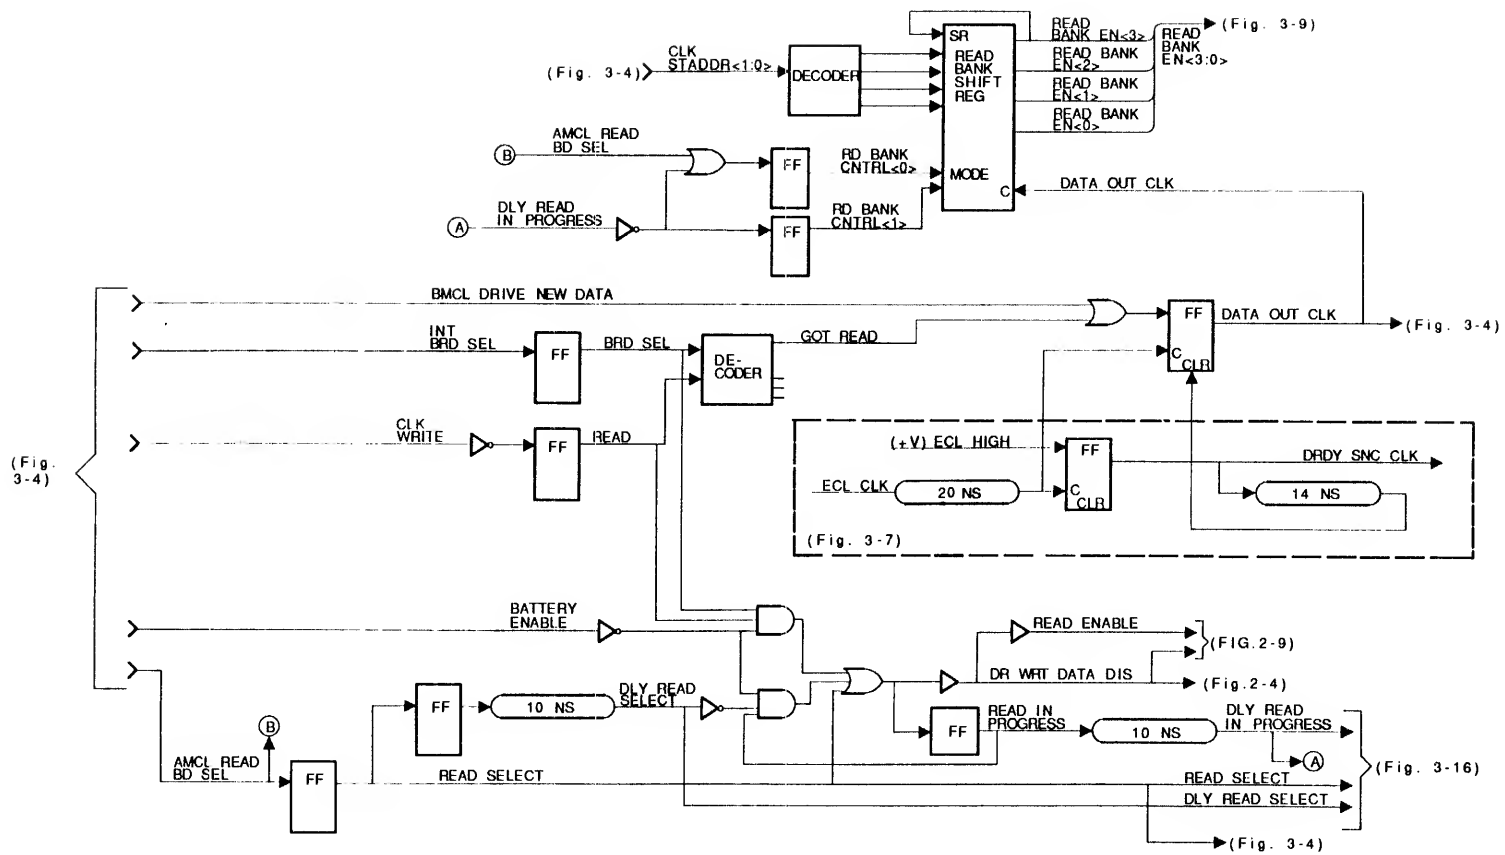 READ
BANK EN<3>
(Fig. 3-9)
SR
READ
BANK
EN<3:0>
CLK
STADDR<1:0>
(Fig. 3-4)
DECODER
READ
BANK
SHIFT
REG
READ BANK
EN<2>
READ BANK
EN<1>
READ BANK
EN<0>
AMCL READ
BD SEL
B
FF
RD BANK
CNTRL<0>
MODE
C
DATA OUT CLK
DLY READ
IN PROGRESS
A
FF
RD BANK
CNTRL<1>
BMCL DRIVE NEW DATA
FF
C
CLR
DATA OUT CLK
(Fig. 3-4)
INT
BRD SEL
FF
BRD SEL
DE-
CODER
GOT READ
CLK
WRITE
FF
READ
(Fig.
3-4)
(+V) ECL HIGH
FF
C
CLR
DRDY SNC CLK
ECL CLK
20 NS
14 NS
(Fig. 3-7)
BATTERY
ENABLE
READ ENABLE
(FIG.2-9)
DR WRT DATA DIS
(Fig.2-4)
FF
10 NS
DLY READ
SELECT
FF
READ IN
PROGRESS
10 NS
DLY READ
IN PROGRESS
A
B
AMCL READ
BD SEL
FF
READ SELECT
READ SELECT
DLY READ SELECT
(Fig. 3-16)
(Fig. 3-4)